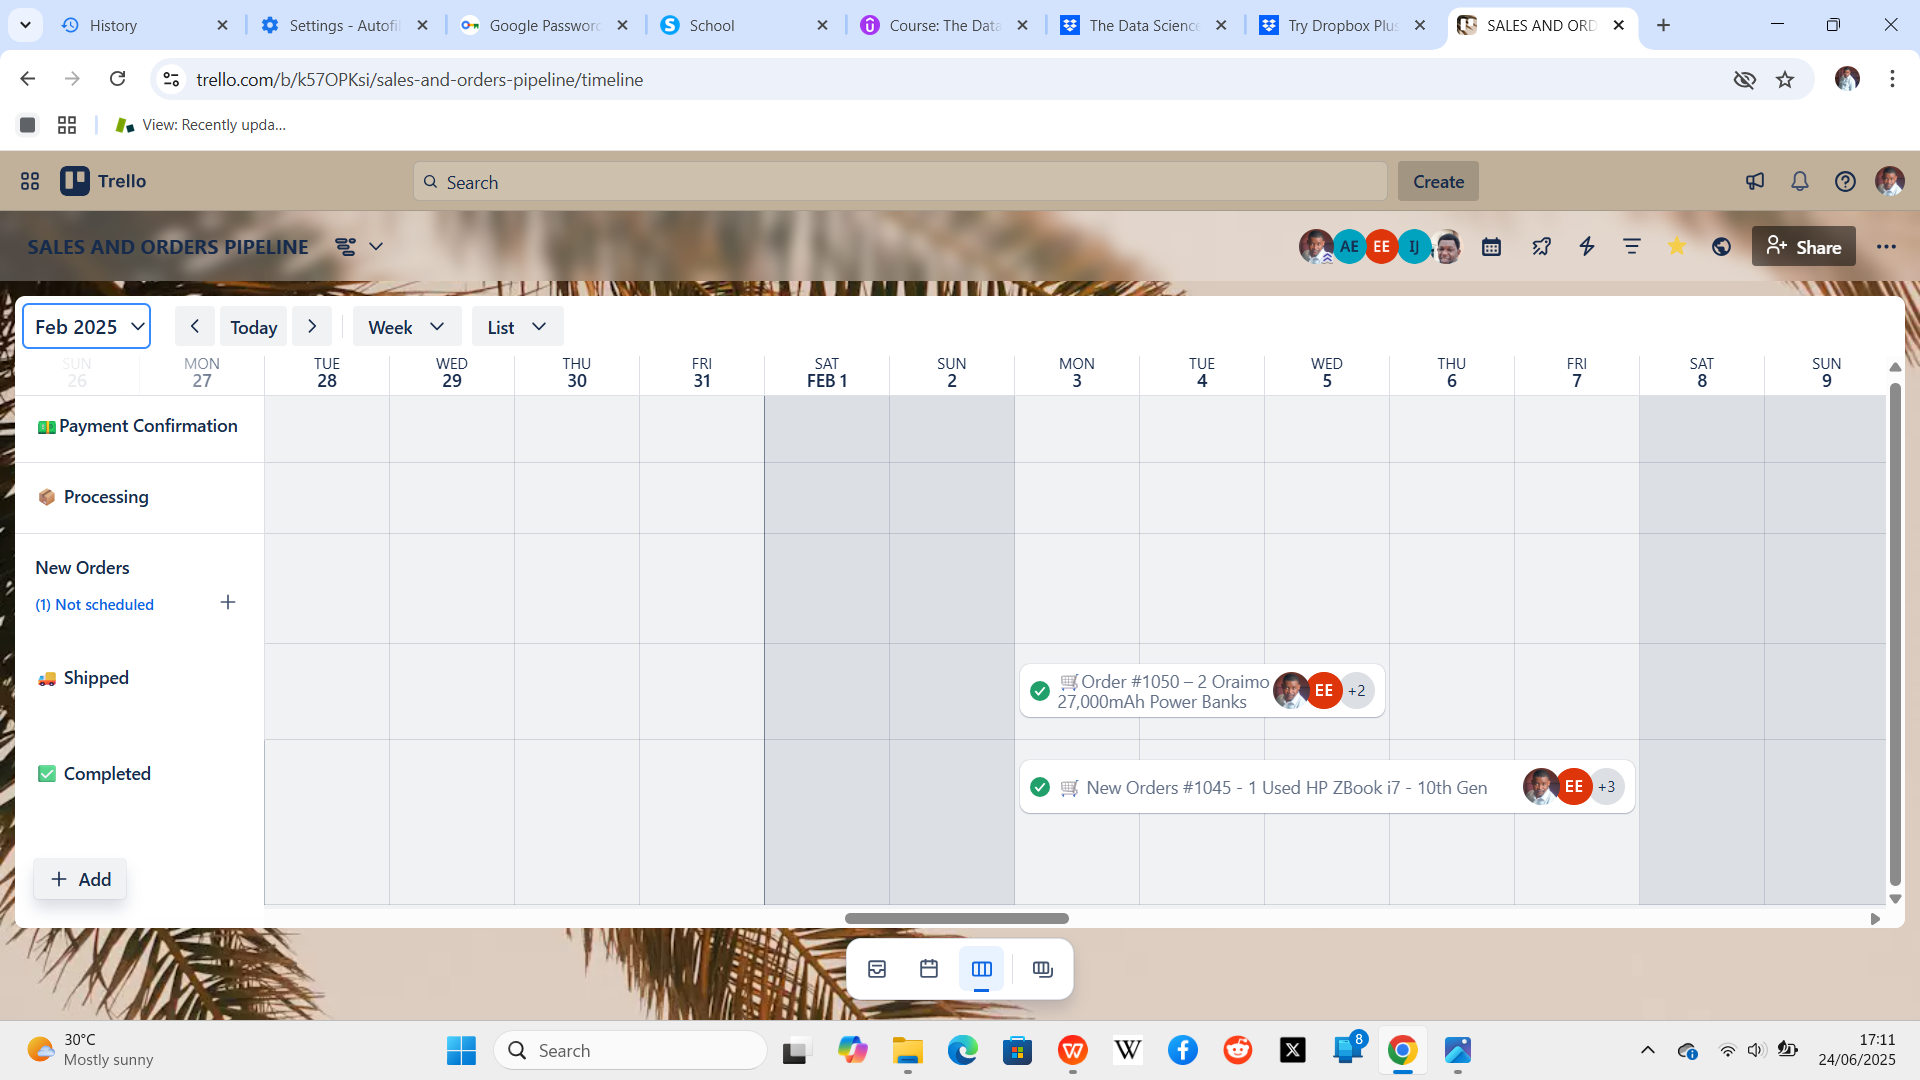 History
Settings - Autofil
Google Password
School
Course: The Data
The Data Science
Try Dropbox Plus
SALES AND ORD
trello.com/b/k57OPKsi/sales-and-orders-pipeline/timeline
View: Recently upda...
Trello
Search
Create
SALES AND ORDERS PIPELINE
AE
EE
IJ
Share
Feb 2025
Today
Week
List
SUN 26
MON 27
TUE 28
WED 29
THU 30
FRI 31
SAT FEB 1
SUN 2
MON 3
TUE 4
WED 5
THU 6
FRI 7
SAT 8
SUN 9
Payment Confirmation
Processing
New Orders
(1) Not scheduled
Shipped
Order #1050 – 2 Oraimo
27,000mAh Power Banks
EE
+2
Completed
New Orders #1045 - 1 Used HP ZBook i7 - 10th Gen
EE
+3
Add
30°C
Mostly sunny
Search
W
8
17:11
24/06/2025